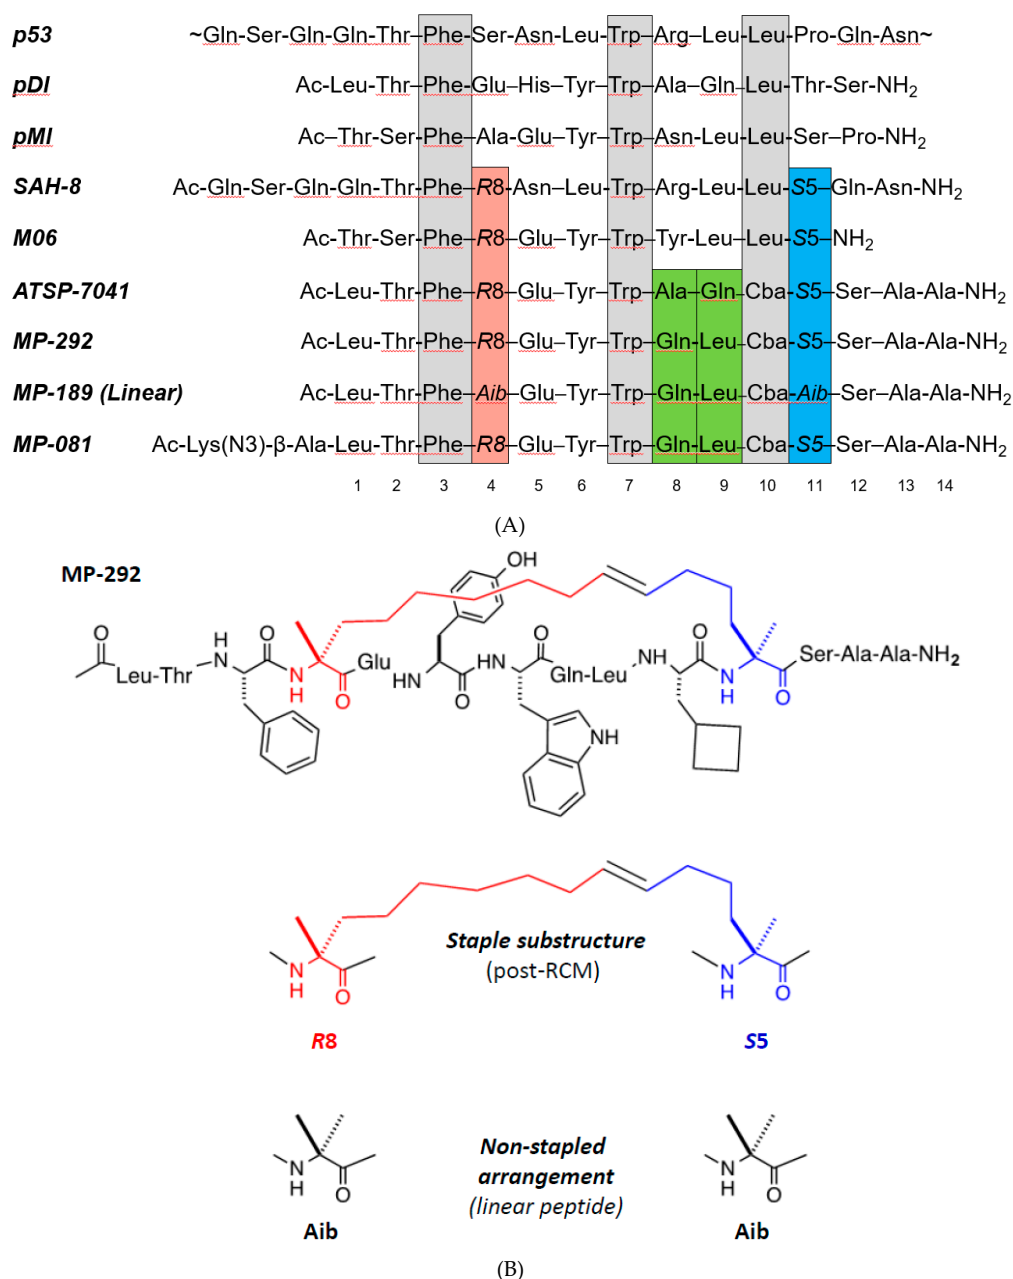 p53 ~Gln-Ser-Gln-Gln-Thr–Phe-Ser-Asn-Leu-Trp–Arg–Leu-Leu-Pro-Gln-Asn~
pDI Ac-Leu-Thr-Phe-Glu–His–Tyr-Trp–Ala–Gln-Leu-Thr-Ser-NH2
pMI Ac–Thr-Ser-Phe–Ala-Glu–Tyr-Trp–Asn-Leu-Leu-Ser–Pro-NH2
SAH-8 Ac-Gln-Ser-Gln-Gln-Thr-Phe–R8-Asn–Leu-Trp–Arg-Leu-Leu-S5–Gln-Asn-NH2
M06 Ac-Thr-Ser-Phe–R8–Glu–Tyr–Trp–Tyr-Leu–Leu-S5–NH2
ATSP-7041 Ac-Leu-Thr-Phe–R8–Glu–Tyr–Trp–Ala–Gln–Cba-S5–Ser–Ala-Ala-NH2
MP-292 Ac-Leu-Thr-Phe–R8–Glu–Tyr–Trp–Gln–Leu–Cba-S5–Ser–Ala-Ala-NH2
MP-189 (Linear) Ac-Leu-Thr-Phe–Aib–Glu–Tyr–Trp–Gln-Leu–Cba-Aib–Ser–Ala-Ala-NH2
MP-081 Ac-Lys(N3)-β-Ala-Leu-Thr-Phe–R8–Glu–Tyr–Trp–Gln–Leu–Cba-S5–Ser–Ala-Ala-NH2
1 2 3 4 5 6 7 8 9 10 11 12 13 14
(A)
MP-292
OH
O H N O O O
Leu-Thr Glu HN Gln-Leu NH Ser-Ala-Ala-NH2
N H O HN O N H O
NH
Staple substructure
(post-RCM)
N H O N H O
R8 S5
Non-stapled
arrangement
(linear peptide)
N H O N H O
Aib Aib
(B)